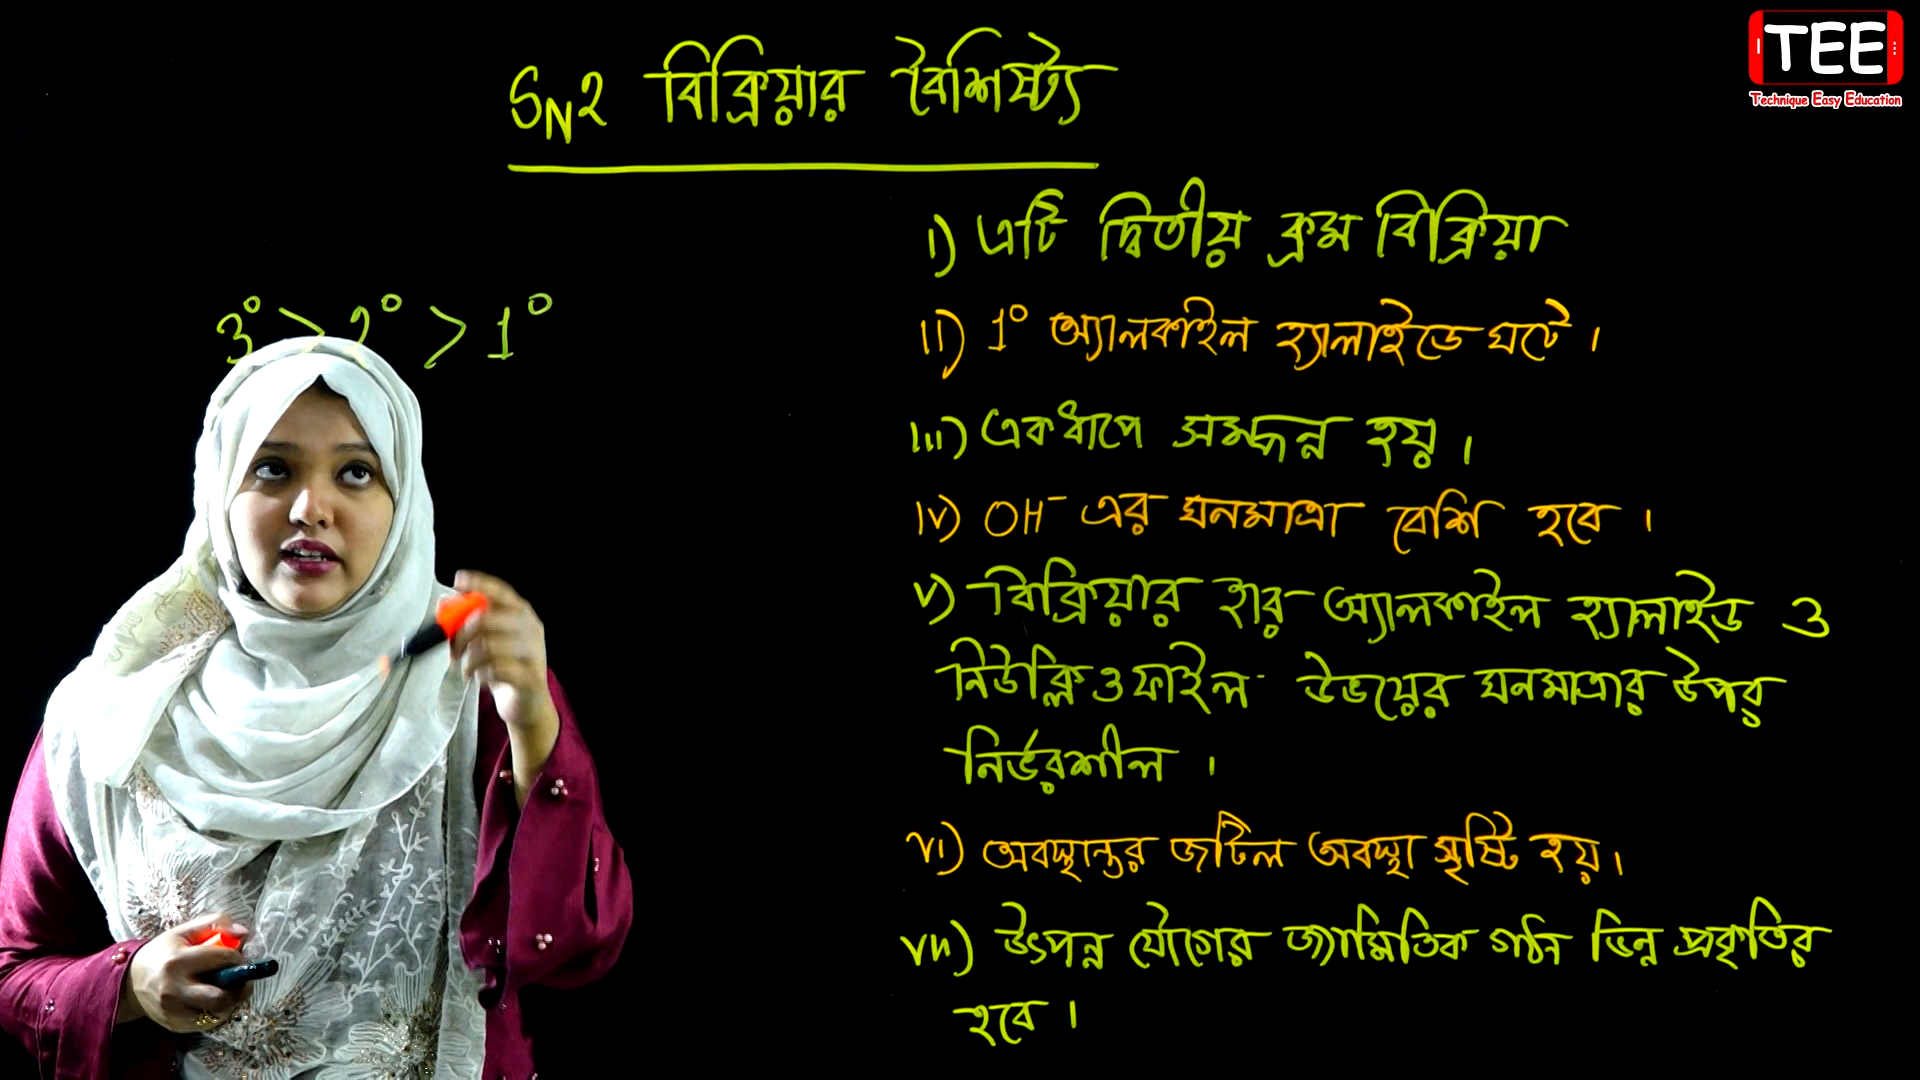 TEE
Technique Easy Education
SN2 বিক্রিয়ার বৈশিষ্ট্য
3° > 2° > 1°
i) এটি দ্বিতীয় ক্রম বিক্রিয়া
ii) 1° অ্যালকাইল হ্যালাইডে ঘটে ।
iii) একধাপে সম্পন্ন হয় ।
iv) OH⁻ এর ঘনমাত্রা বেশি হবে ।
v) বিক্রিয়ার হার অ্যালকাইল হ্যালাইড ও
নিউক্লিওফাইল উভয়ের ঘনমাত্রার উপর
নির্ভরশীল ।
vi) অবস্থান্তর জটিল অবস্থা সৃষ্টি হয় ।
vii) উৎপন্ন যৌগের জ্যামিতিক গঠন ভিন্ন প্রকৃতির
হবে ।